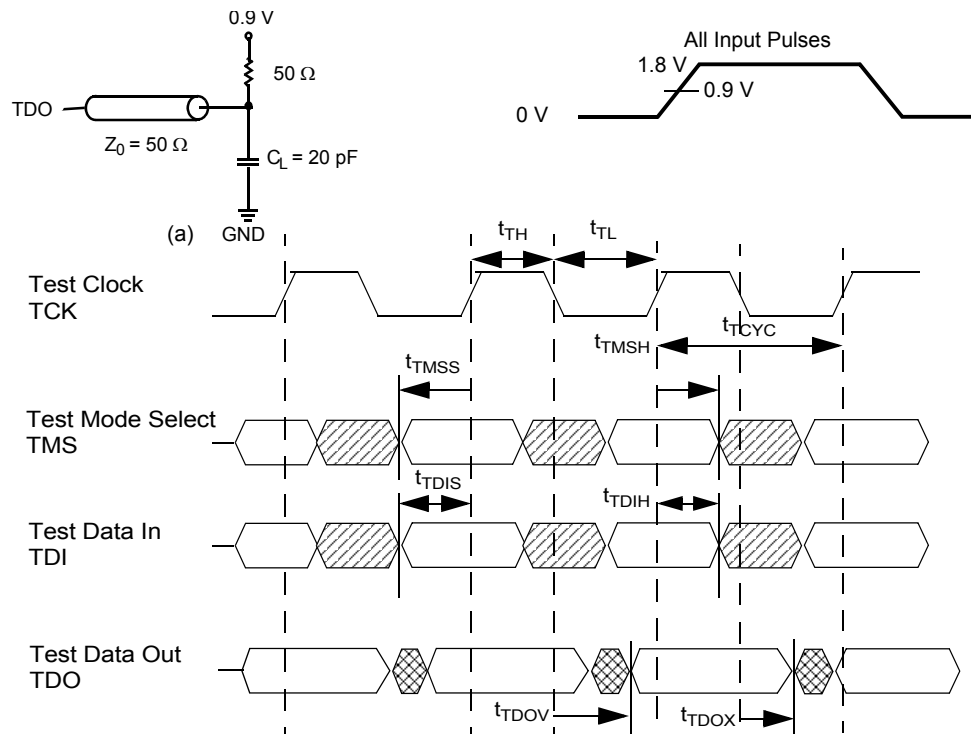 0.9 V
50 Ω
TDO
Z0 = 50 Ω
CL = 20 pF
(a)
GND
All Input Pulses
1.8 V
0.9 V
0 V
tTH
tTL
Test Clock
TCK
tTCYC
tTMSH
tTMSS
Test Mode Select
TMS
tTDIS
tTDIH
Test Data In
TDI
Test Data Out
TDO
tTDOV
tTDOX